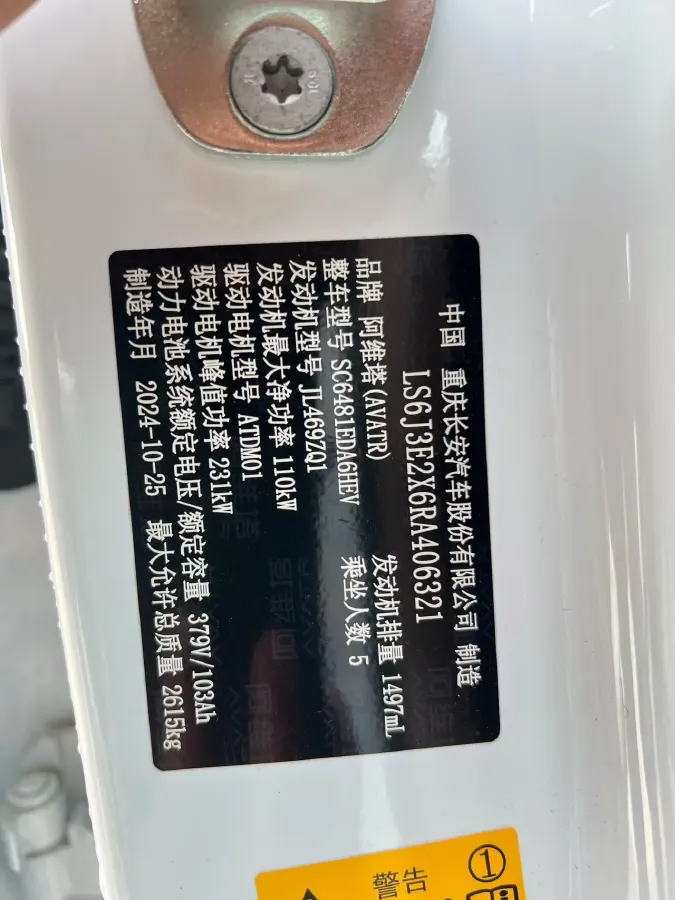 中国 重庆长安汽车股份有限公司 制造
LS6J3E2X6RA406321
品牌 阿维塔(AVATR) 发动机排量 1497mL
整车型号 SC6481EDA6HEV 乘坐人数 5
发动机型号 JL469ZQ1
发动机最大净功率 110kW
驱动电机型号 ATDM01
驱动电机峰值功率 231kW
动力电池系统额定电压/额定容量 379V/103Ah
制造年月 2024-10-25 最大允许总质量 2615kg
警告 ①